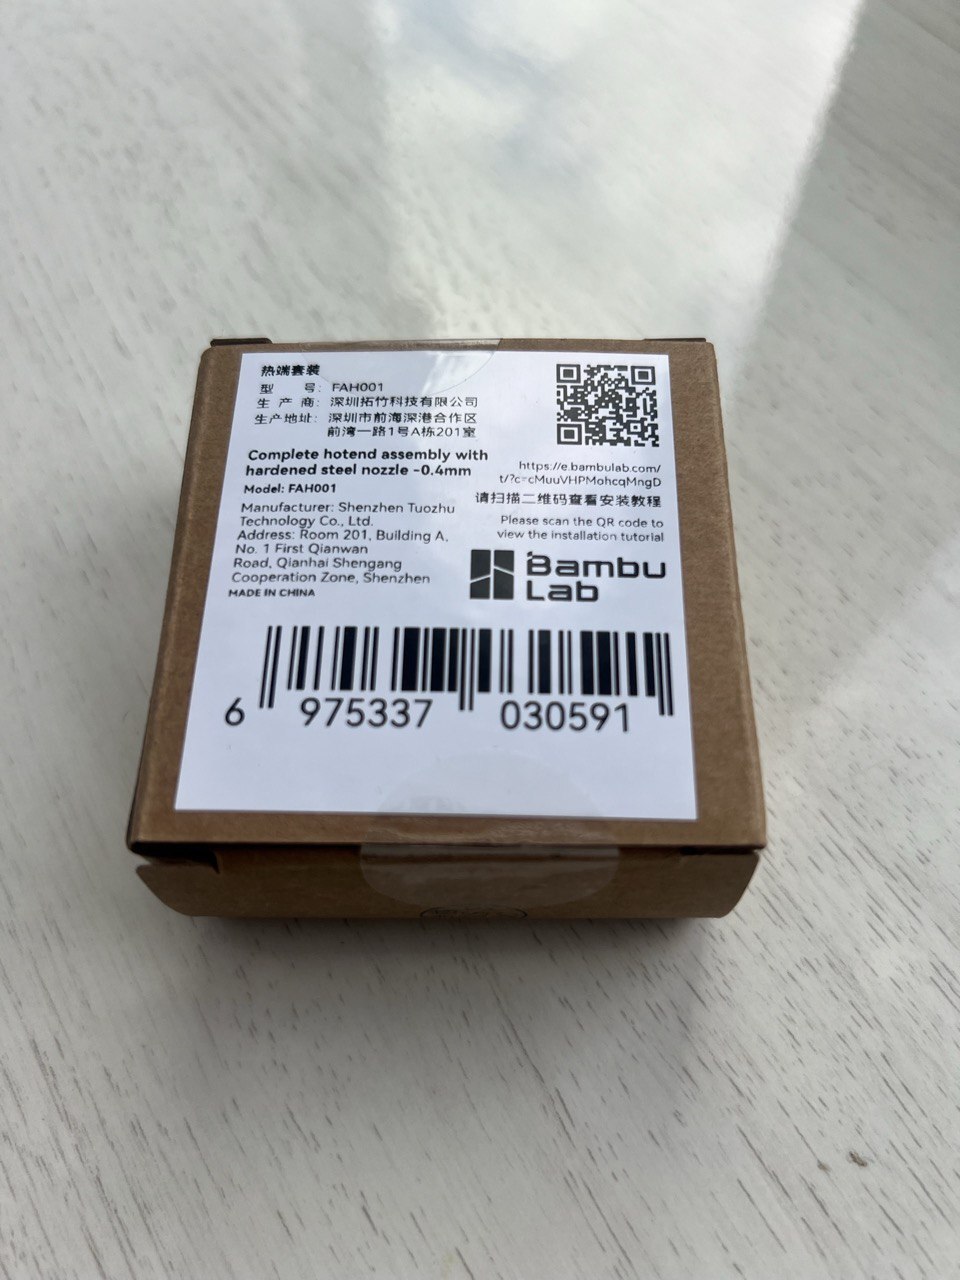 热端套装
型 号: FAH001
生 产 商: 深圳拓竹科技有限公司
生产地址: 深圳市前海深港合作区
前湾一路1号A栋201室
Complete hotend assembly with
hardened steel nozzle -0.4mm
Model: FAH001
Manufacturer: Shenzhen Tuozhu
Technology Co., Ltd.
Address: Room 201, Building A,
No. 1 First Qianwan
Road, Qianhai Shengang
Cooperation Zone, Shenzhen
MADE IN CHINA
https://e.bambulab.com/
t/?c=cMuuVHPMohcqMngD
请扫描二维码查看安装教程
Please scan the QR code to
view the installation tutorial
Bambu
Lab
6 975337 030591